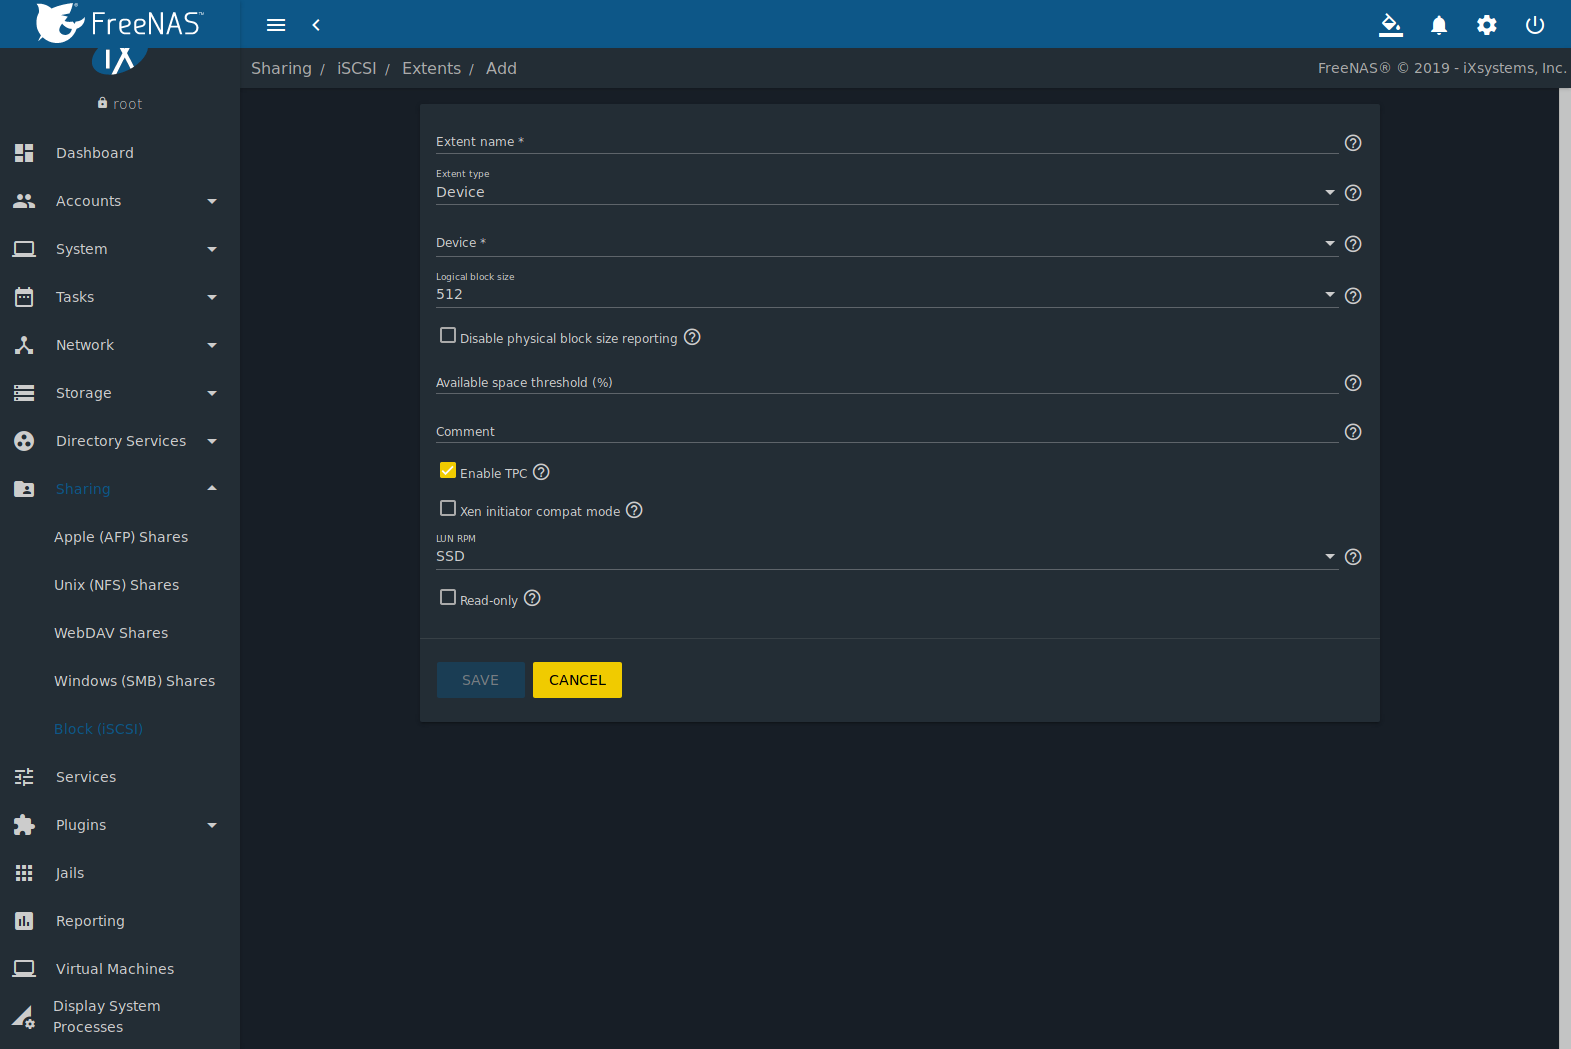 FreeNAS™
iX
root
Dashboard
Accounts
System
Tasks
Network
Storage
Directory Services
Sharing
Apple (AFP) Shares
Unix (NFS) Shares
WebDAV Shares
Windows (SMB) Shares
Block (iSCSI)
Services
Plugins
Jails
Reporting
Virtual Machines
Display System
Processes
Sharing / iSCSI / Extents / Add
FreeNAS® © 2019 - iXsystems, Inc.
Extent name *
Extent type
Device
Device *
Logical block size
512
Disable physical block size reporting
Available space threshold (%)
Comment
Enable TPC
Xen initiator compat mode
LUN RPM
SSD
Read-only
SAVE CANCEL